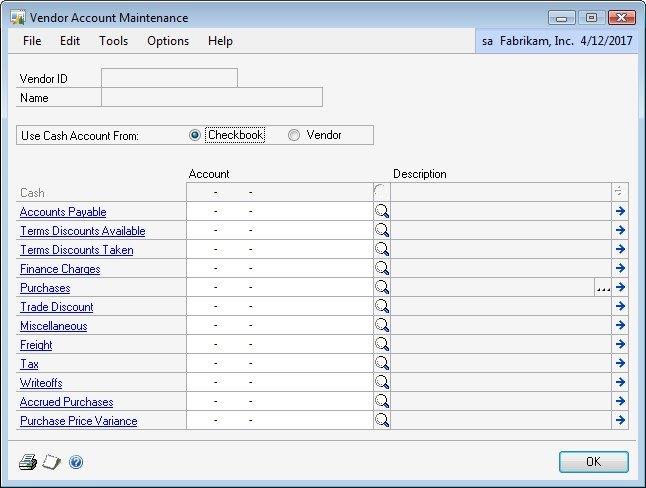 Vendor Account Maintenance
File Edit Tools Options Help sa Fabrikam, Inc. 4/12/2017
Vendor ID
Name
Use Cash Account From: Checkbook Vendor
Account Description
Cash - -
Accounts Payable - -
Terms Discounts Available - -
Terms Discounts Taken - -
Finance Charges - -
Purchases - - ...
Trade Discount - -
Miscellaneous - -
Freight - -
Tax - -
Writeoffs - -
Accrued Purchases - -
Purchase Price Variance - -
OK